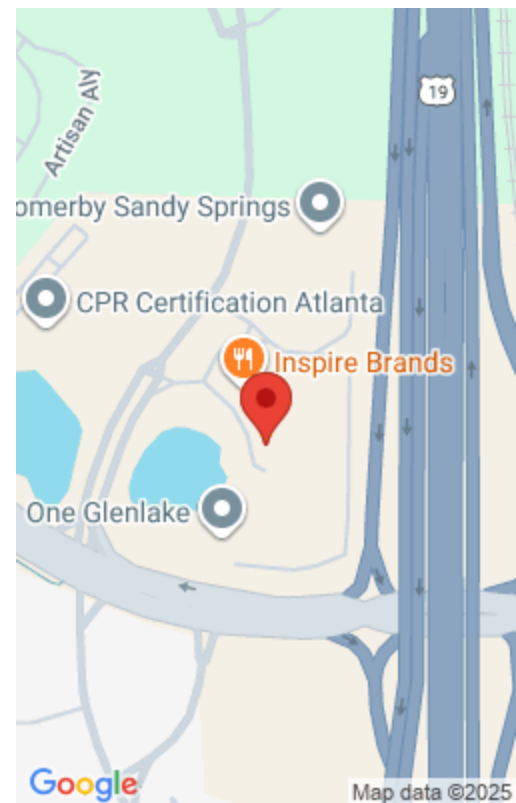 Artisan Aly
19
omerby Sandy Springs
CPR Certification Atlanta
Inspire Brands
One Glenlake
Google
Map data ©2025